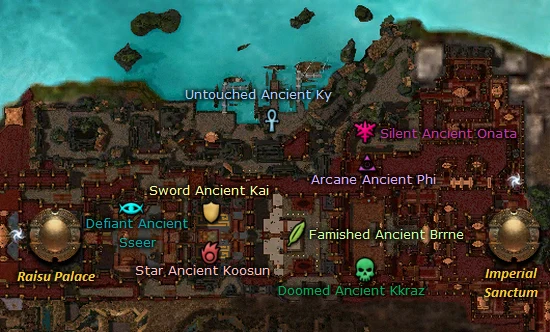 Untouched Ancient Ky
Silent Ancient Onata
Arcane Ancient Phi
Sword Ancient Kai
Defiant Ancient
Sseer
Famished Ancient Brrne
Star Ancient Koosun
Raisu Palace
Doomed Ancient Kkraz
Imperial
Sanctum